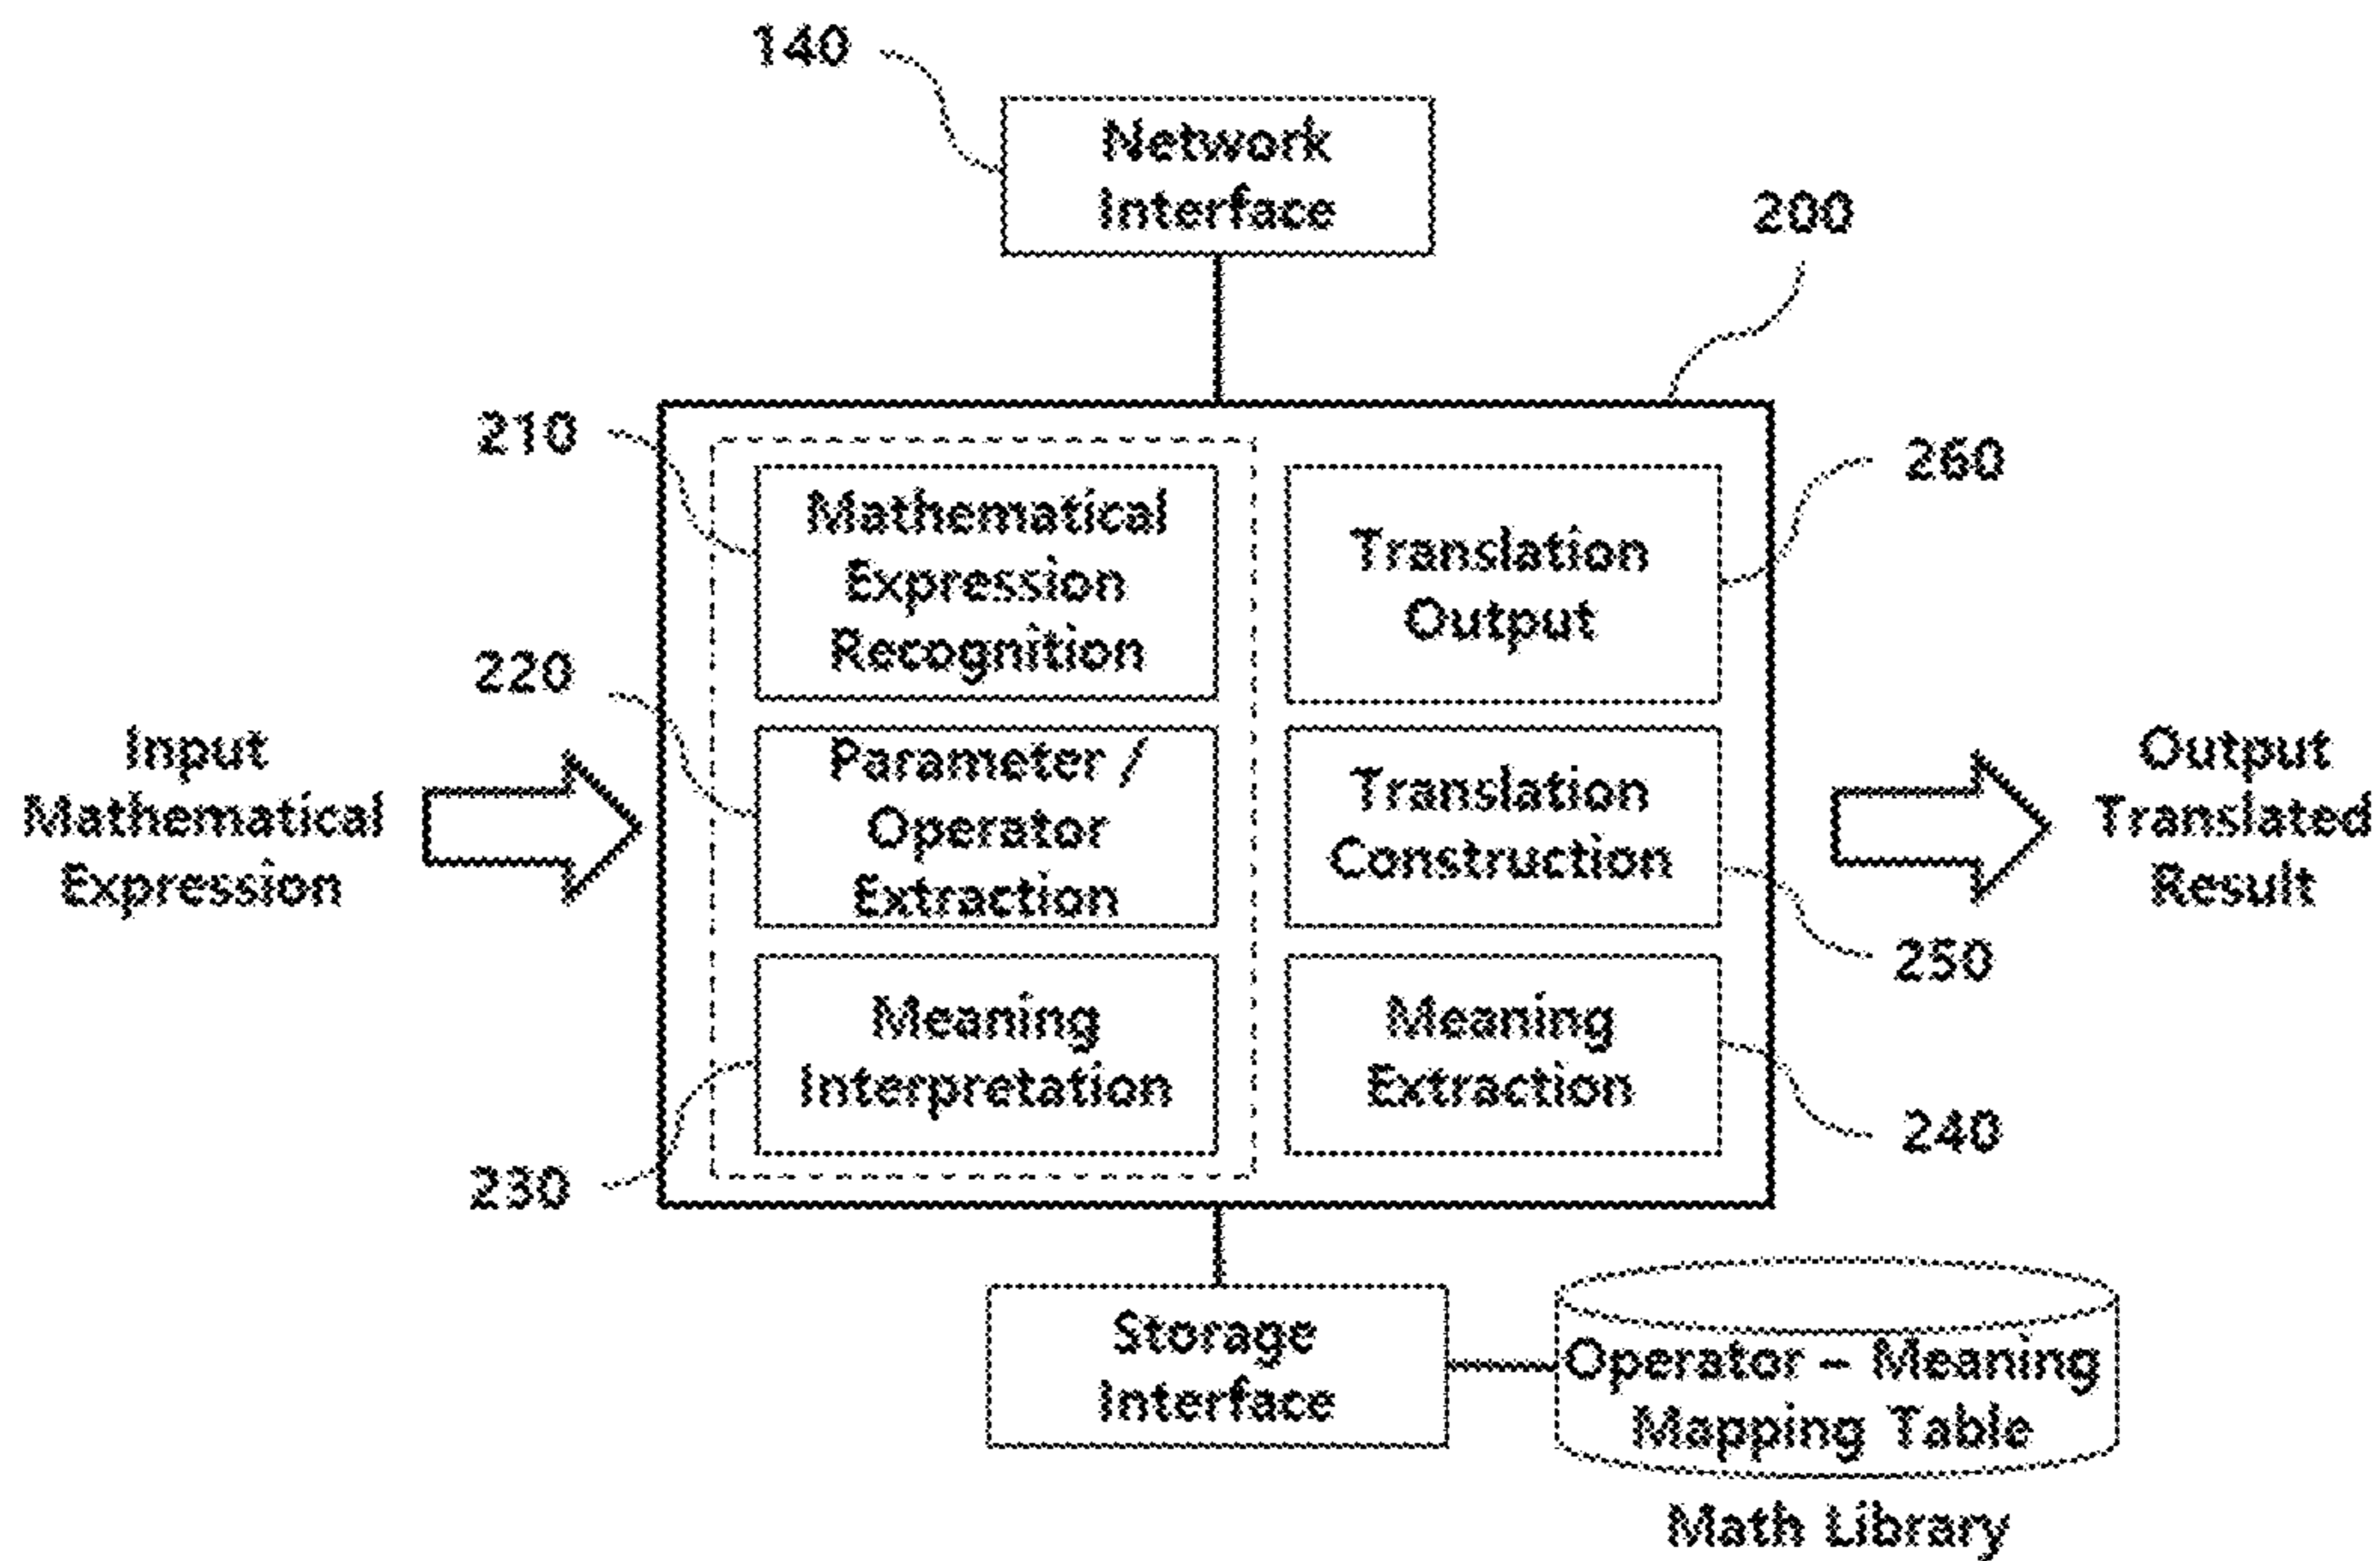 140
Network
Interface
200
210
Mathematical
Expression
Recognition
Translation
Output
260
220
Input
Mathematical
Expression
Parameter /
Operator
Extraction
Translation
Construction
250
Output
Translated
Result
230
Meaning
Interpretation
Meaning
Extraction
240
Storage
Interface
Operator – Meaning
Mapping Table
Math Library